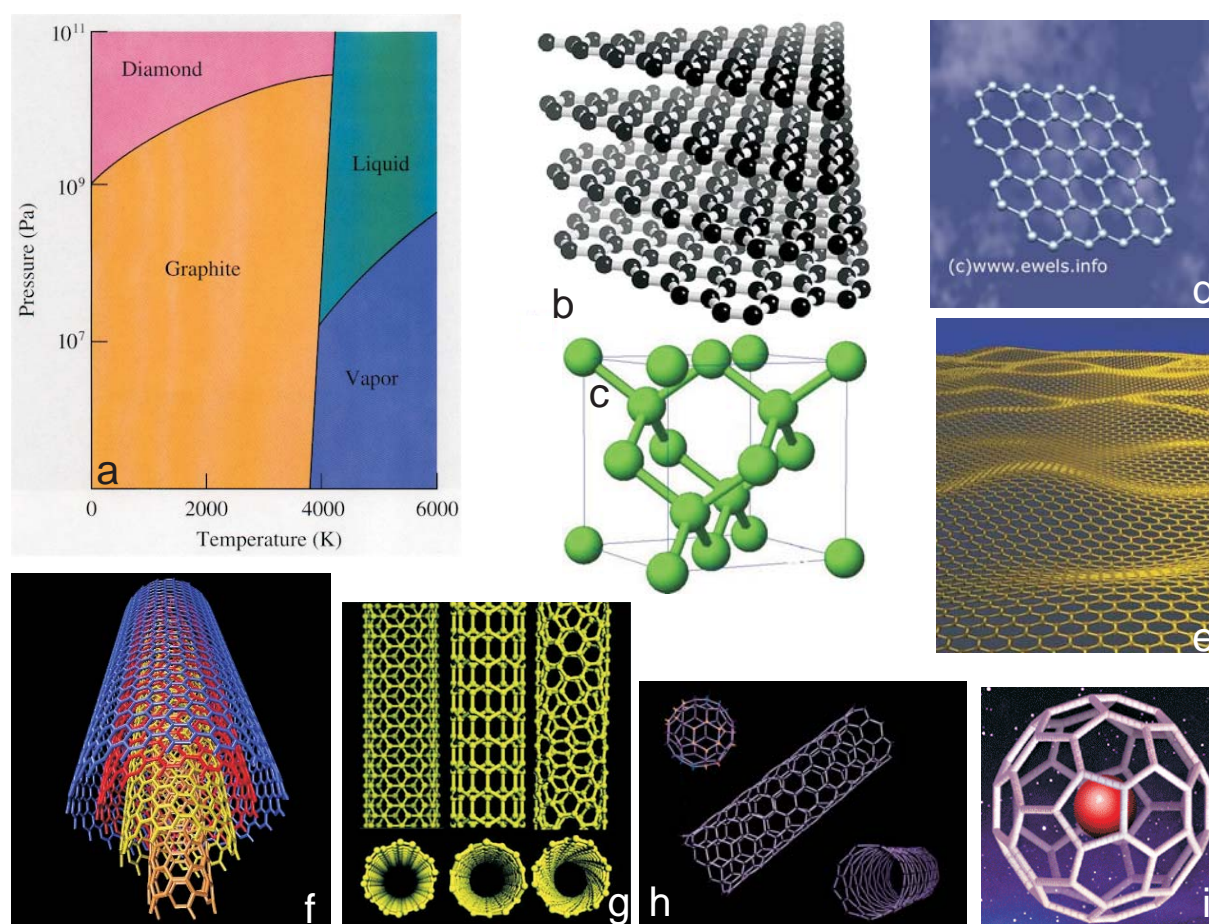 10¹¹
Diamond
Liquid
10⁹
Pressure (Pa)
Graphite
10⁷
Vapor
a
0 2000 4000 6000
Temperature (K)
b
(c)www.ewels.info
c
e
f
g
h
i